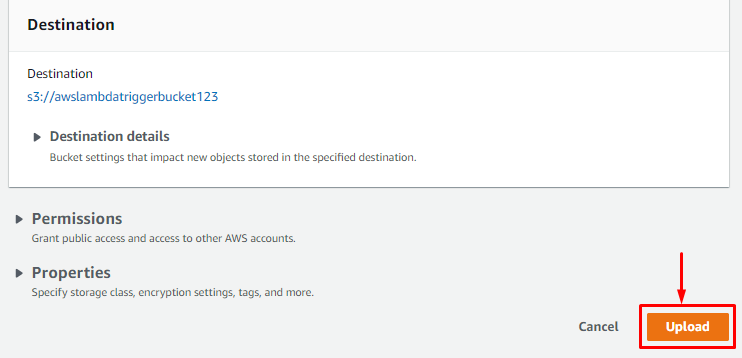 Destination
Destination
s3://awslambdatriggerbucket123
Destination details
Bucket settings that impact new objects stored in the specified destination.
Permissions
Grant public access and access to other AWS accounts.
Properties
Specify storage class, encryption settings, tags, and more.
Cancel Upload